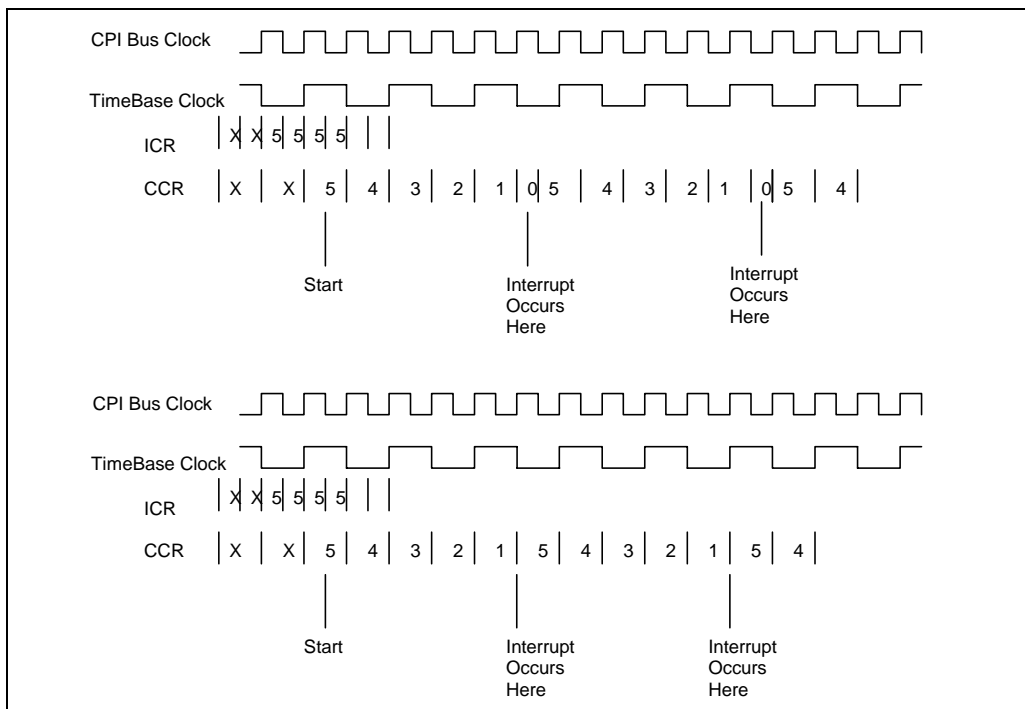 CPI Bus Clock
TimeBase Clock
ICR
X X 5 5 5 5
CCR
X X 5 4 3 2 1 0 5 4 3 2 1 0 5 4
Start
Interrupt
Occurs
Here
Interrupt
Occurs
Here
CPI Bus Clock
TimeBase Clock
ICR
X X 5 5 5 5
CCR
X X 5 4 3 2 1 5 4 3 2 1 5 4
Start
Interrupt
Occurs
Here
Interrupt
Occurs
Here